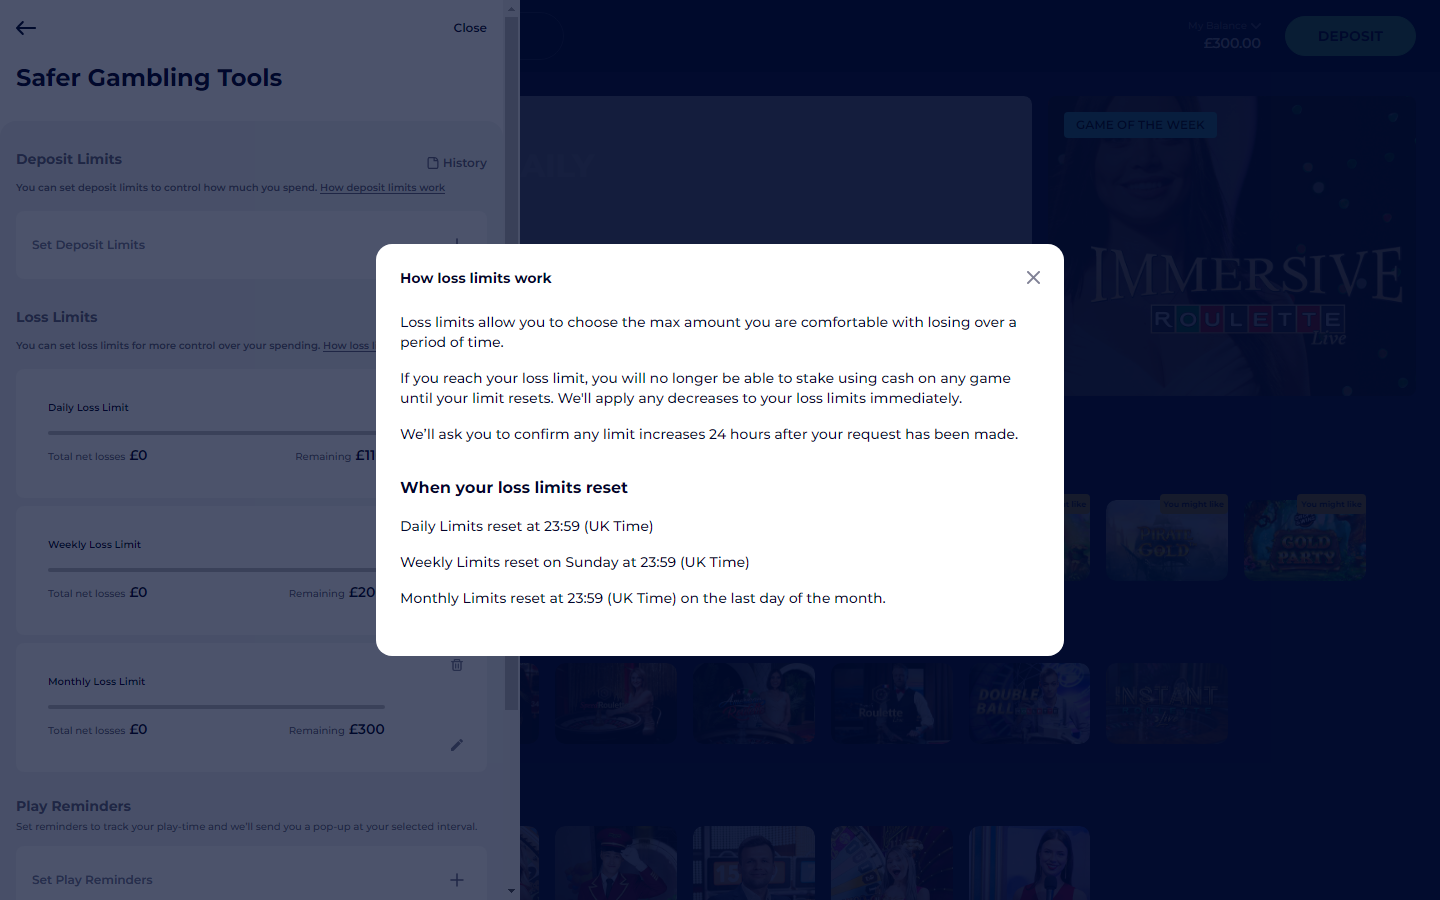 Close
Safer Gambling Tools
Deposit Limits
History
You can set deposit limits to control how much you spend. How deposit limits work
Set Deposit Limits
Loss Limits
You can set loss limits for more control over your spending. How loss l
Daily Loss Limit
Total net losses £0
Remaining £11
Weekly Loss Limit
Total net losses £0
Remaining £20
Monthly Loss Limit
Total net losses £0
Remaining £300
Play Reminders
Set reminders to track your play-time and we'll send you a pop-up at your selected interval.
Set Play Reminders
How loss limits work
Loss limits allow you to choose the max amount you are comfortable with losing over a
period of time.
If you reach your loss limit, you will no longer be able to stake using cash on any game
until your limit resets. We'll apply any decreases to your loss limits immediately.
We'll ask you to confirm any limit increases 24 hours after your request has been made.
When your loss limits reset
Daily Limits reset at 23:59 (UK Time)
Weekly Limits reset on Sunday at 23:59 (UK Time)
Monthly Limits reset at 23:59 (UK Time) on the last day of the month.
My Balance
£300.00
DEPOSIT
AILY
GAME OF THE WEEK
IMMERSIVE
ROULETTE
Live
You might like
PIRATE
GOLD
You might like
GOLD
PARTY
Roulette
DOUBLE
BALL
INSTANT